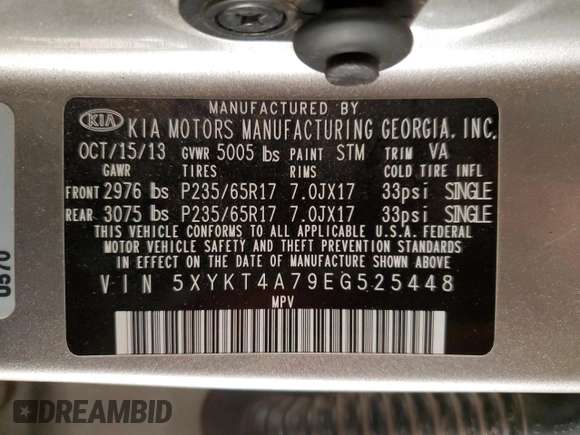 MANUFACTURED BY
KIA KIA MOTORS MANUFACTURING GEORGIA, INC.
OCT/15/13 GVWR 5005 lbs PAINT STM TRIM VA
GAWR TIRES RIMS COLD TIRE INFL
FRONT 2976 lbs P235/65R17 7.0JX17 33psi SINGLE
REAR 3075 lbs P235/65R17 7.0JX17 33psi SINGLE
THIS VEHICLE CONFORMS TO ALL APPLICABLE U.S.A. FEDERAL
MOTOR VEHICLE SAFETY AND THEFT PREVENTION STANDARDS
IN EFFECT ON THE DATE OF MANUFACTURE SHOWN ABOVE.
VIN 5XYKT4A79EG525448
MPV
0570
DREAMBID